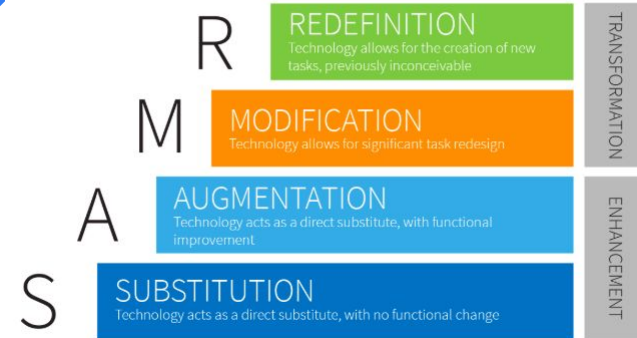 R
REDEFINITION
Technology allows for the creation of new
tasks, previously inconceivable
M
MODIFICATION
Technology allows for significant task redesign
TRANSFORMATION
A
AUGMENTATION
Technology acts as a direct substitute, with functional
improvement
S
SUBSTITUTION
Technology acts as a direct substitute, with no functional change
ENHANCEMENT